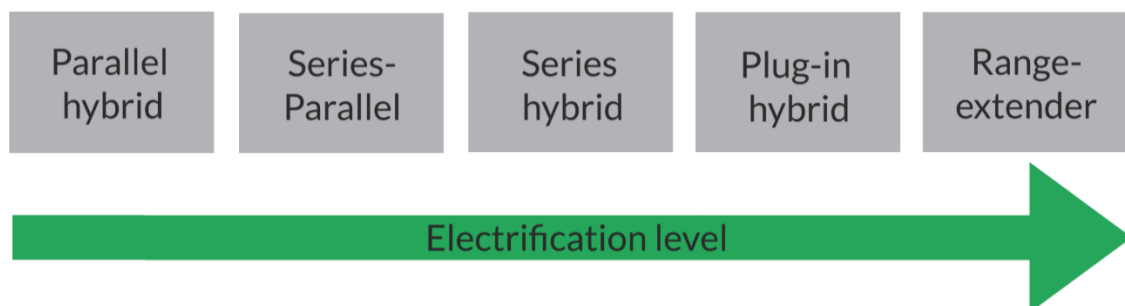 Parallel
hybrid
Series-
Parallel
Series
hybrid
Plug-in
hybrid
Range-
extender
Electrification level